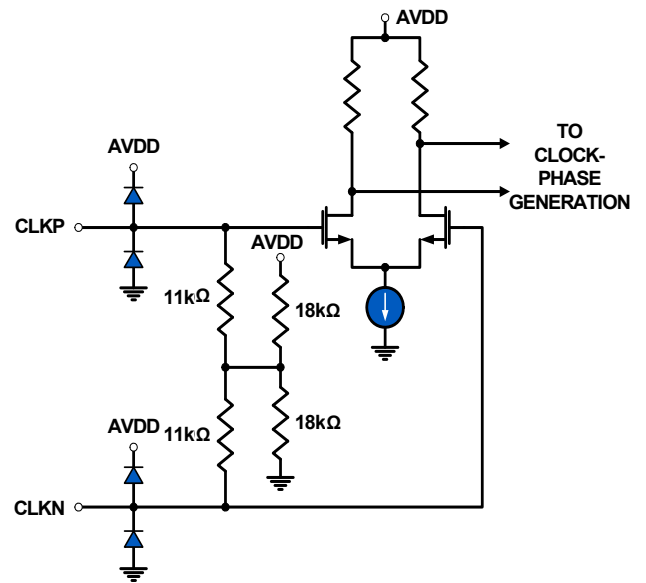 AVDD
TO
CLOCK-
PHASE
GENERATION
AVDD
CLKP
AVDD
11kΩ
18kΩ
11kΩ
18kΩ
AVDD
CLKN